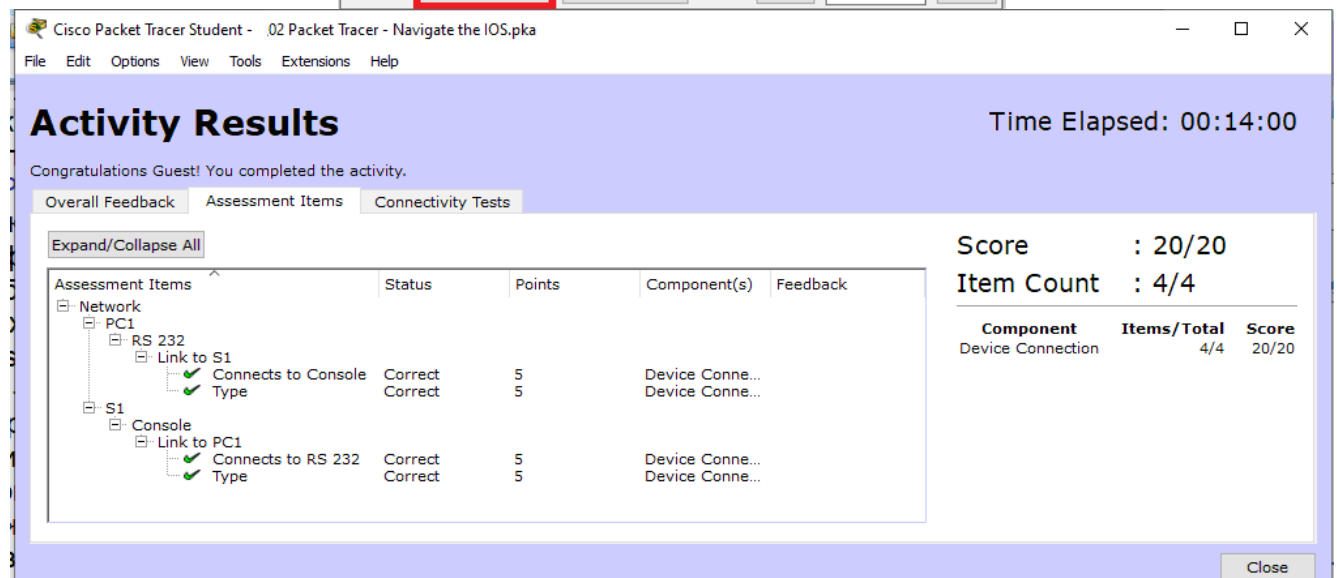 Cisco Packet Tracer Student - .02 Packet Tracer - Navigate the IOS.pka
File Edit Options View Tools Extensions Help
Activity Results
Time Elapsed: 00:14:00
Congratulations Guest! You completed the activity.
Overall Feedback Assessment Items Connectivity Tests
Expand/Collapse All
Assessment Items Status Points Component(s) Feedback
Network
PC1
RS 232
Link to S1
Connects to Console Correct 5 Device Conne...
Type Correct 5 Device Conne...
S1
Console
Link to PC1
Connects to RS 232 Correct 5 Device Conne...
Type Correct 5 Device Conne...
Score : 20/20
Item Count : 4/4
Component Items/Total Score
Device Connection 4/4 20/20
Close